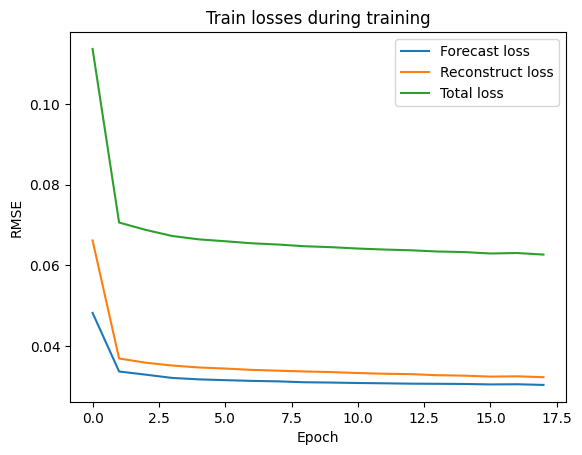 Train losses during training
Forecast loss
Reconstruct loss
Total loss
RMSE
0.10
0.08
0.06
0.04
0.0 2.5 5.0 7.5 10.0 12.5 15.0 17.5
Epoch